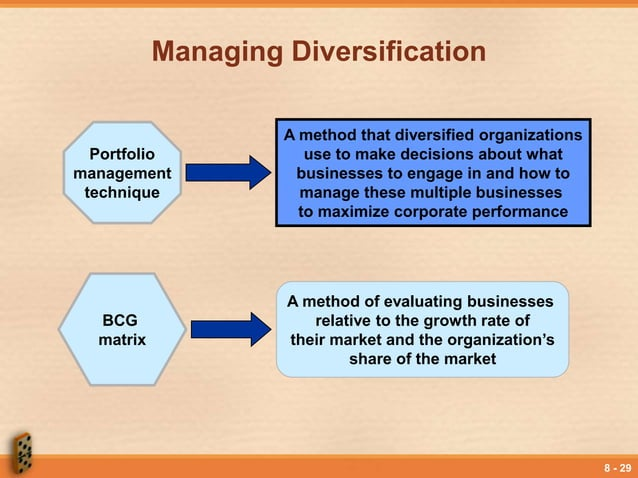 Managing Diversification
Portfolio
management
technique
A method that diversified organizations
use to make decisions about what
businesses to engage in and how to
manage these multiple businesses
to maximize corporate performance
BCG
matrix
A method of evaluating businesses
relative to the growth rate of
their market and the organization’s
share of the market
8 - 29